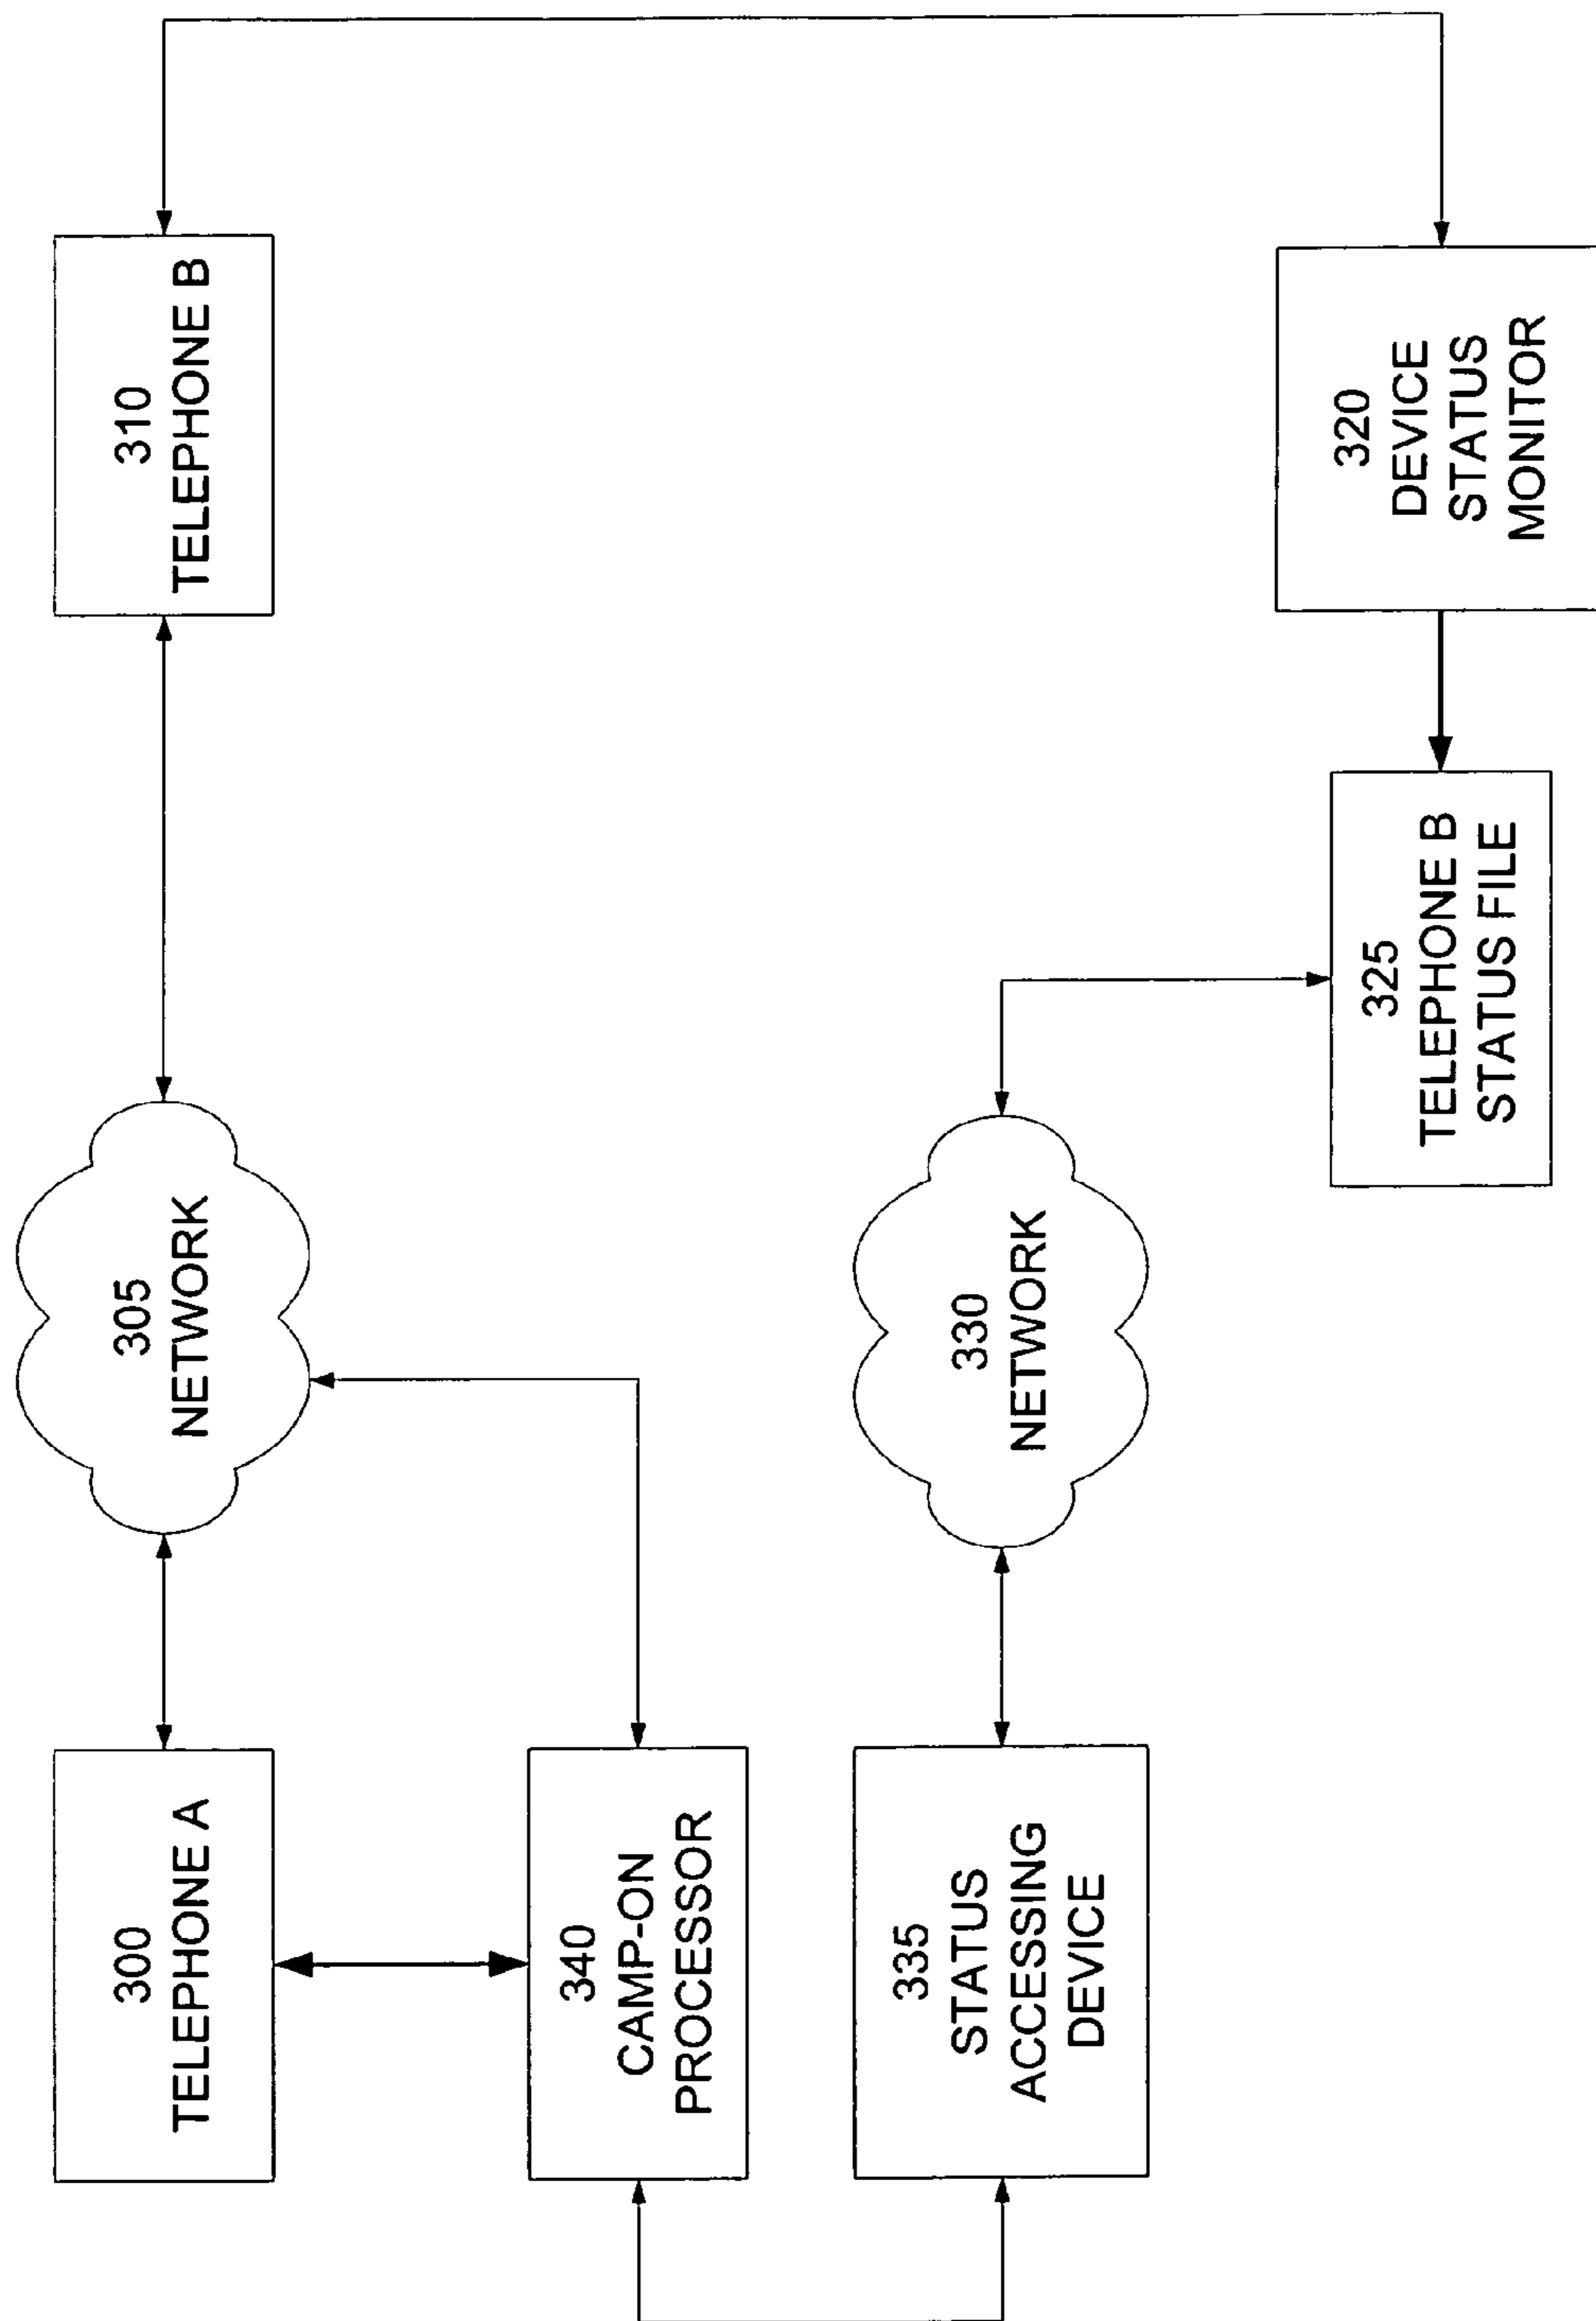 300
TELEPHONE A
305
NETWORK
310
TELEPHONE B
340
CAMP-ON
PROCESSOR
335
STATUS
ACCESSING
DEVICE
330
NETWORK
325
TELEPHONE B
STATUS FILE
320
DEVICE
STATUS
MONITOR